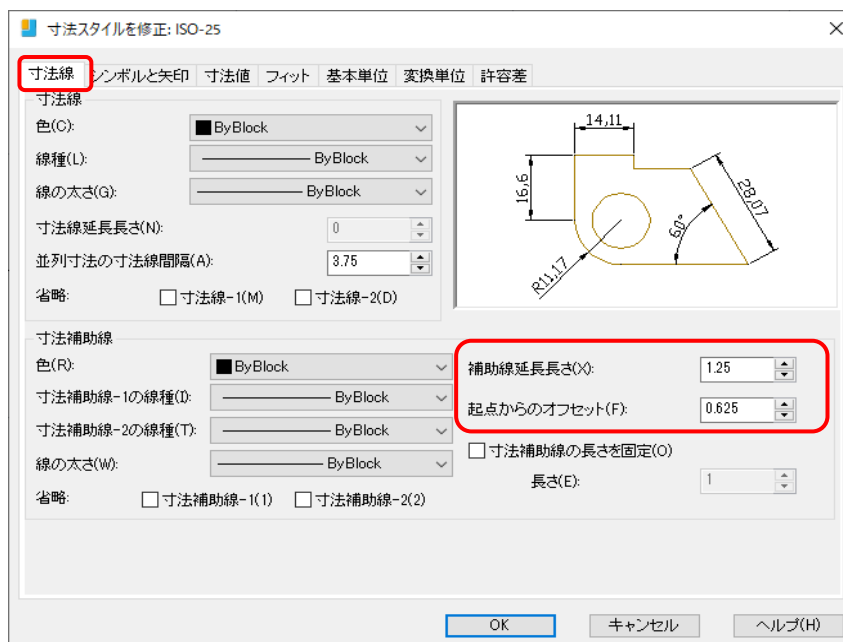 寸法スタイルを修正: ISO-25
寸法線 シンボルと矢印 寸法値 フィット 基本単位 変換単位 許容差
寸法線
色(C): ByBlock
線種(L): ByBlock
線の太さ(G): ByBlock
寸法線延長長さ(N): 0
並列寸法の寸法線間隔(A): 3.75
省略: 寸法線-1(M) 寸法線-2(D)
14,11
16,6
28,07
60°
R11,17
寸法補助線
色(R): ByBlock
寸法補助線-1の線種(I): ByBlock
寸法補助線-2の線種(T): ByBlock
線の太さ(W): ByBlock
省略: 寸法補助線-1(1) 寸法補助線-2(2)
補助線延長長さ(X): 1.25
起点からのオフセット(F): 0.625
寸法補助線の長さを固定(O)
長さ(E): 1
OK キャンセル ヘルプ(H)